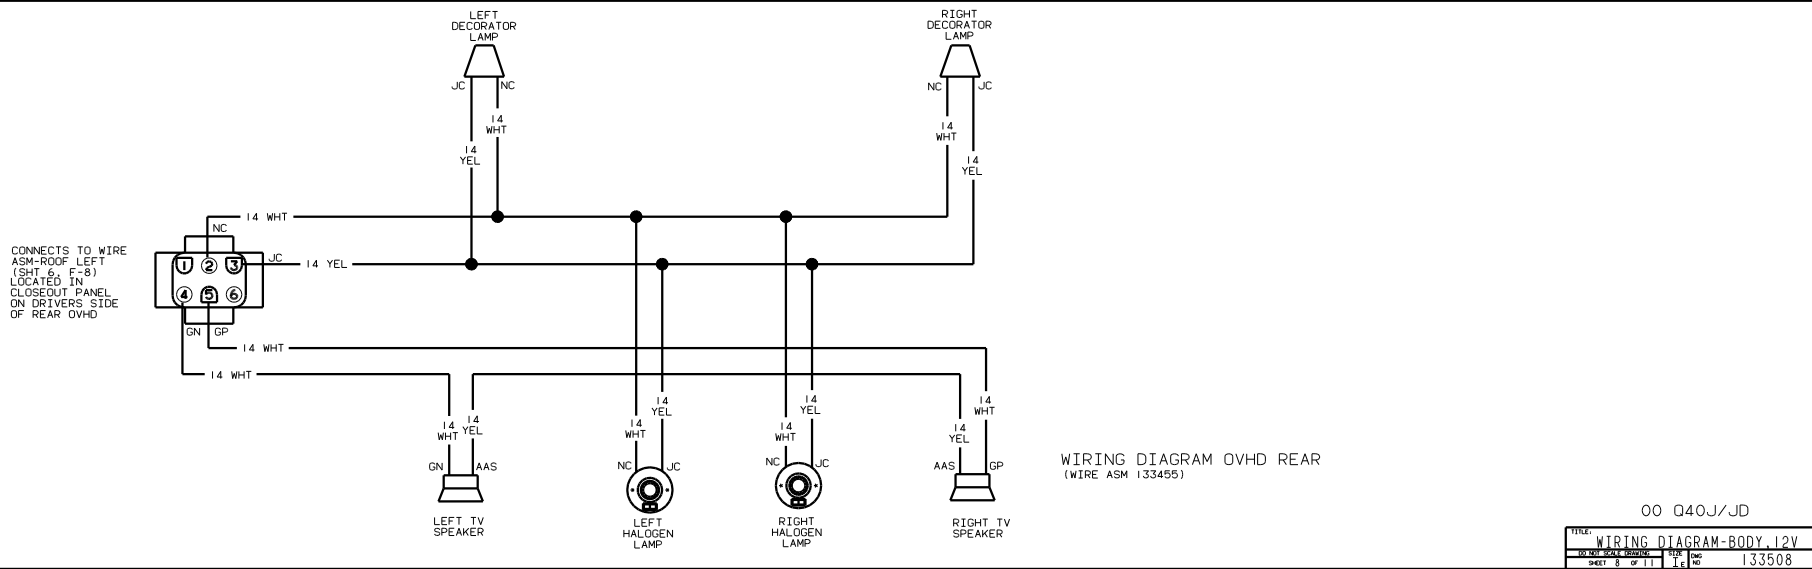 LEFT
DECORATOR
LAMP
RIGHT
DECORATOR
LAMP
JC
NC
NC
JC
14
WHT
14
WHT
14
YEL
14
YEL
14 WHT
NC
CONNECTS TO WIRE
ASM-ROOF LEFT
(SHT 6, F-8)
LOCATED IN
CLOSEOUT PANEL
ON DRIVERS SIDE
OF REAR OVHD
1 2 3
4 5 6
JC
14 YEL
GN GP
14 WHT
14 WHT
14
WHT
14
YEL
14
WHT
14
YEL
14
WHT
14
YEL
14
YEL
14
WHT
GN
AAS
NC
JC
NC
JC
AAS
GP
LEFT TV
SPEAKER
LEFT
HALOGEN
LAMP
RIGHT
HALOGEN
LAMP
RIGHT TV
SPEAKER
WIRING DIAGRAM OVHD REAR
(WIRE ASM 133455)
00 Q40J/JD
TITLE:
WIRING DIAGRAM-BODY,12V
DO NOT SCALE DRAWING
SHEET 8 OF 11
SIZE
IE
DWG
NO
133508